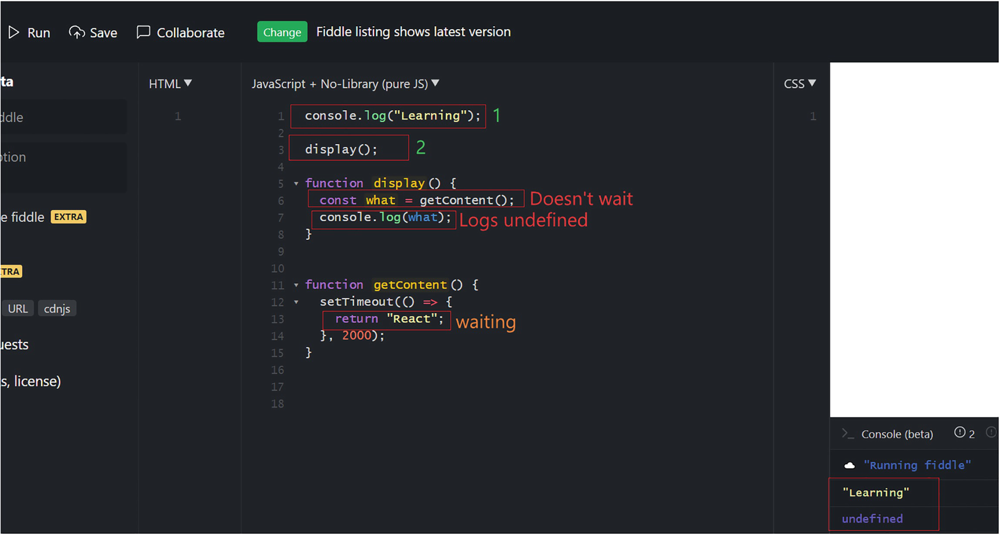 Run Save Collaborate Change Fiddle listing shows latest version
ta
HTML ▼
JavaScript + No-Library (pure JS) ▼
CSS ▼
ddle
ption
e fiddle EXTRA
XTRA
URL cdnjs
uests
s, license)
1
1 console.log("Learning"); 1
2
3 display(); 2
4
5 function display() {
6 const what = getContent(); Doesn't wait
7 console.log(what); Logs undefined
8 }
9
10
11 function getContent() {
12 setTimeout(() => {
13 return "React"; waiting
14 }, 2000);
15 }
16
17
18
1
>_ Console (beta) 2
"Running fiddle"
"Learning"
undefined